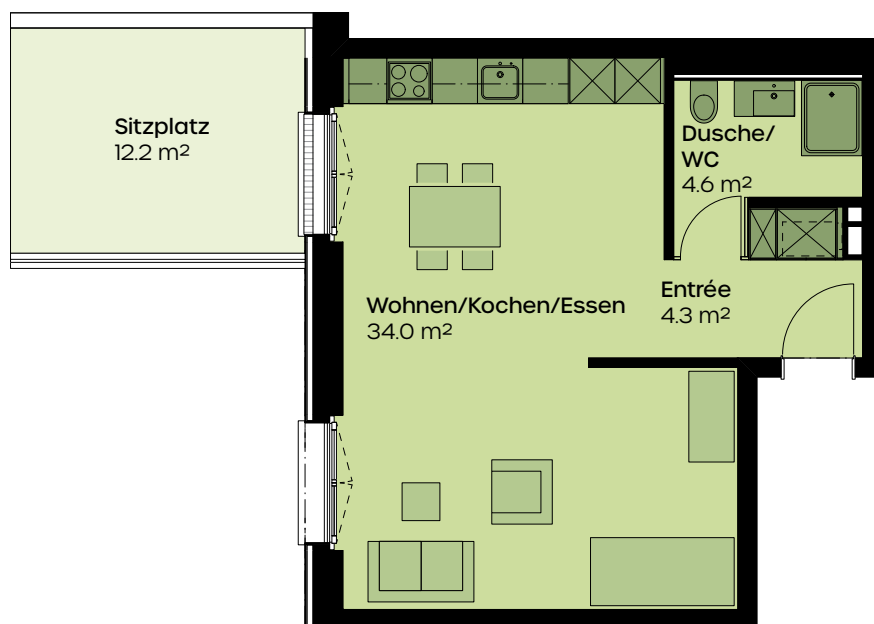 Sitzplatz
12.2 m²
Dusche/
WC
4.6 m²
Wohnen/Kochen/Essen
34.0 m²
Entrée
4.3 m²